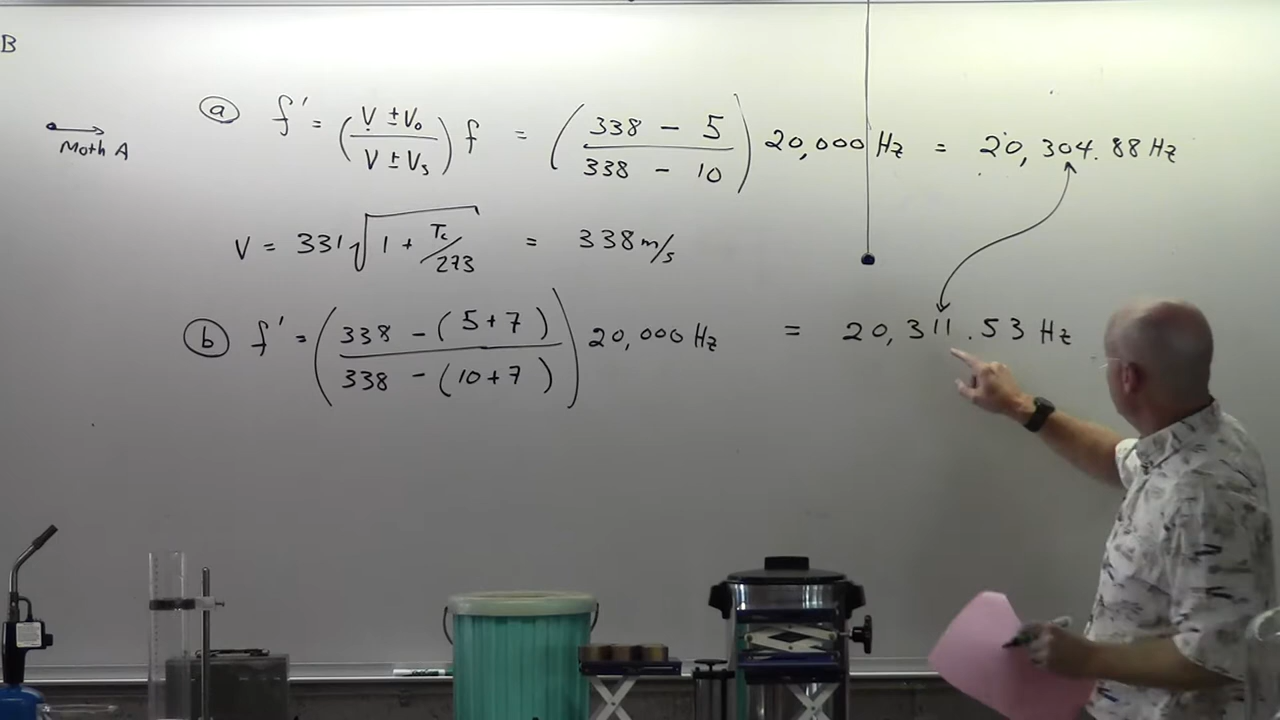 B
Moth A
ⓐ f' = ( V ± V₀ / V ± Vₛ ) f = ( 338 - 5 / 338 - 10 ) 20,000 Hz = 20,304.88 Hz
V = 331 √(1 + T꜀/273) = 338 m/s
ⓑ f' = ( 338 - (5+7) / 338 - (10+7) ) 20,000 Hz = 20,311.53 Hz